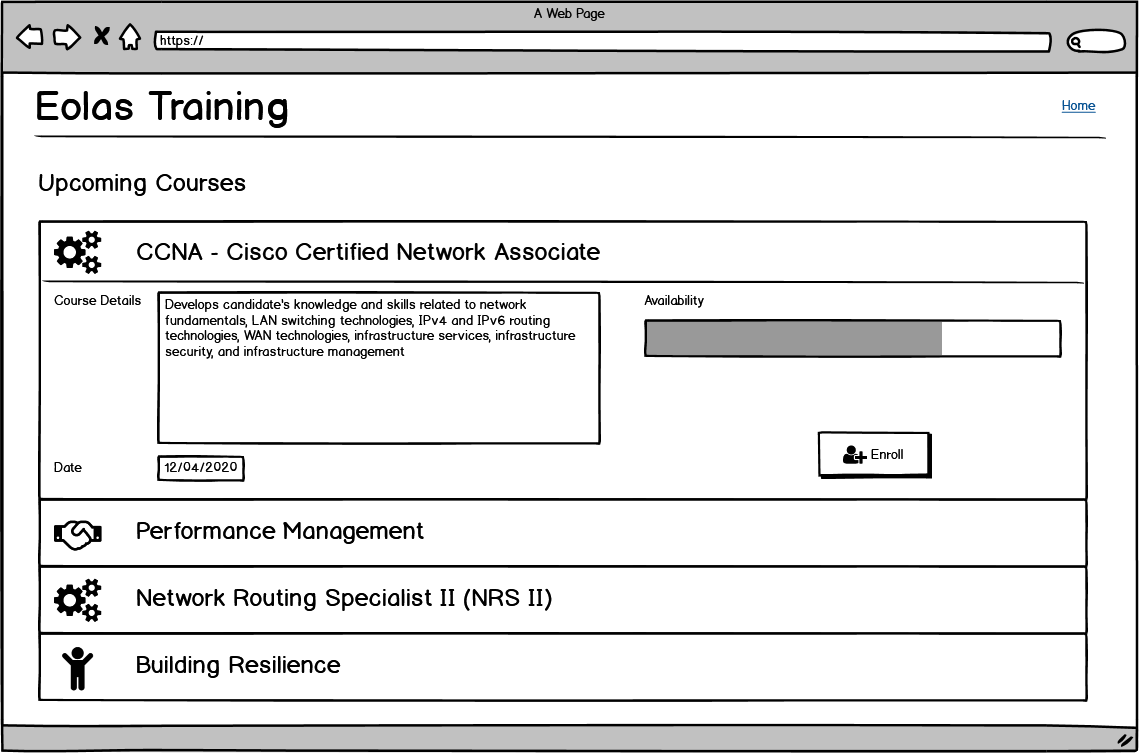 A Web Page
https://
Eolas Training
Home
Upcoming Courses
CCNA - Cisco Certified Network Associate
Course Details
Develops candidate's knowledge and skills related to network
fundamentals, LAN switching technologies, IPv4 and IPv6 routing
technologies, WAN technologies, infrastructure services, infrastructure
security, and infrastructure management
Availability
Enroll
Date
12/04/2020
Performance Management
Network Routing Specialist II (NRS II)
Building Resilience